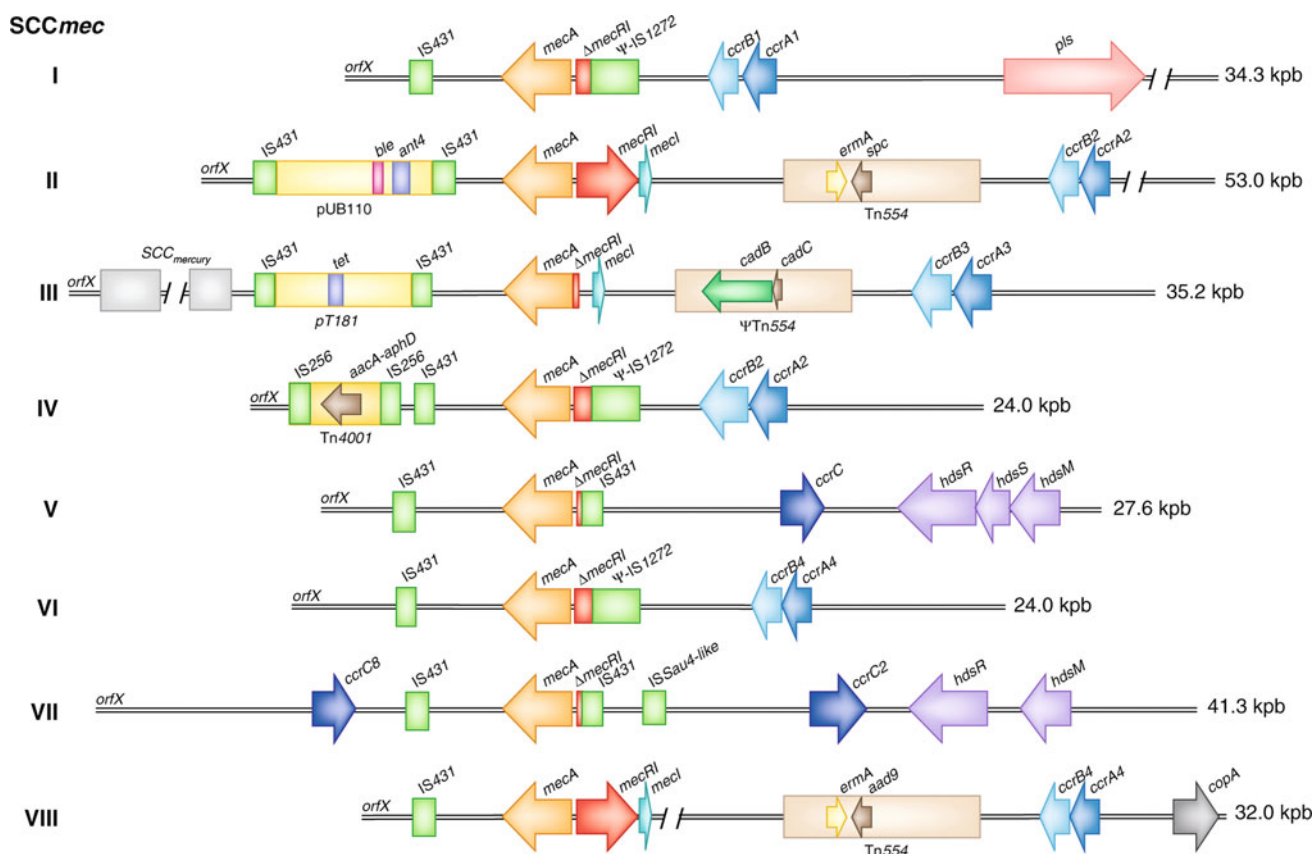 SCCmec
I orfX IS431 mecA ΔmecRI Ψ-IS1272 ccrB1 ccrA1 pls 34.3 kpb
II orfX IS431 ble ant4 IS431 mecA mecRI mecI ermA spc ccrB2 ccrA2 53.0 kpb
pUB110 Tn554
III orfX SCCmercury IS431 tet IS431 mecA ΔmecRI mecI cadB cadC ccrB3 ccrA3 35.2 kpb
pT181 ΨTn554
IV orfX IS256 aacA-aphD IS256 IS431 mecA ΔmecRI Ψ-IS1272 ccrB2 ccrA2 24.0 kpb
Tn4001
V orfX IS431 mecA ΔmecRI IS431 ccrC hdsR hdsS hdsM 27.6 kpb
VI orfX IS431 mecA ΔmecRI Ψ-IS1272 ccrB4 ccrA4 24.0 kpb
VII orfX ccrC8 IS431 mecA ΔmecRI IS431 ISSau4-like ccrC2 hdsR hdsM 41.3 kpb
VIII orfX IS431 mecA mecRI mecI ermA aad9 ccrB4 ccrA4 copA 32.0 kpb
Tn554